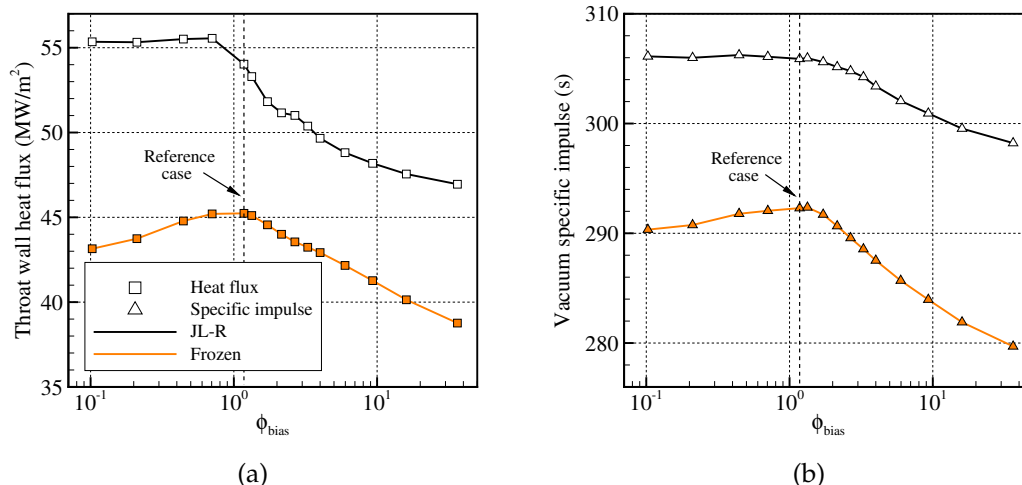 Throat wall heat flux (MW/m²)
55
50
45
40
35
Reference
case
Heat flux
Specific impulse
JL-R
Frozen
10⁻¹
10⁰
10¹
ϕbias
(a)
Vacuum specific impulse (s)
310
300
290
280
Reference
case
10⁻¹
10⁰
10¹
ϕbias
(b)